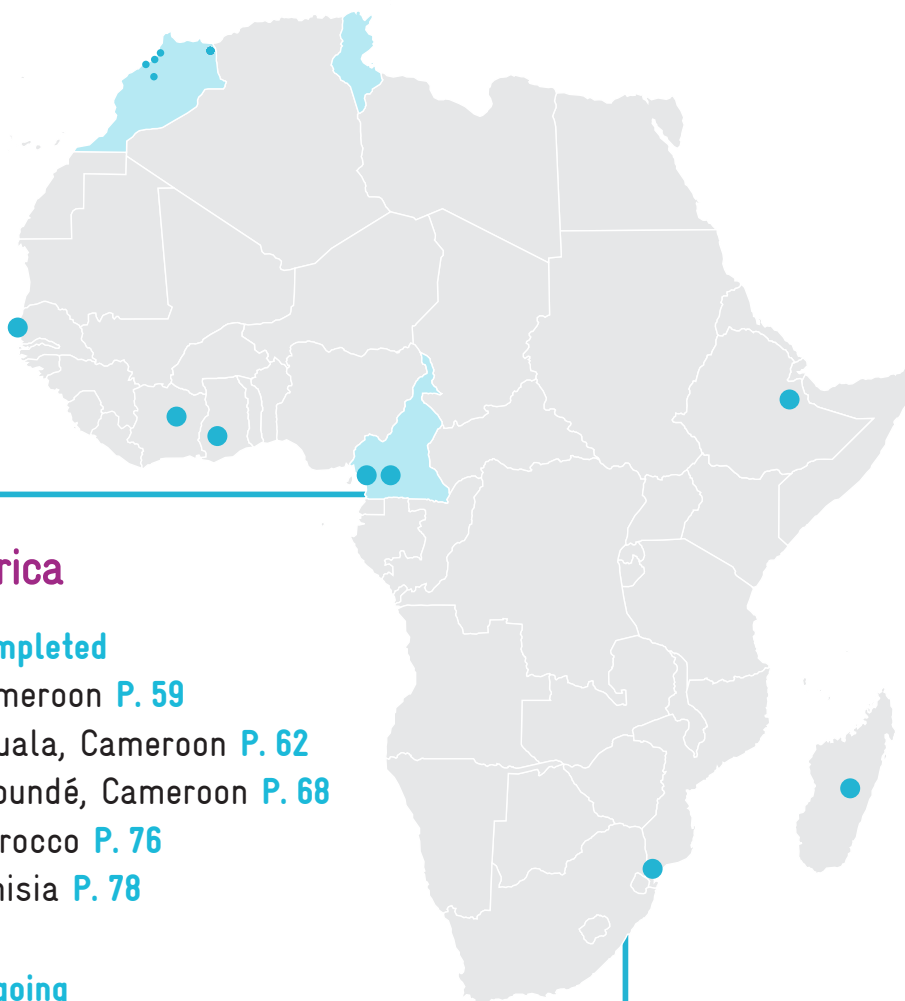 rica
mpleted
meroon P. 59
uala, Cameroon P. 62
oundé, Cameroon P. 68
rocco P. 76
nisia P. 78
going